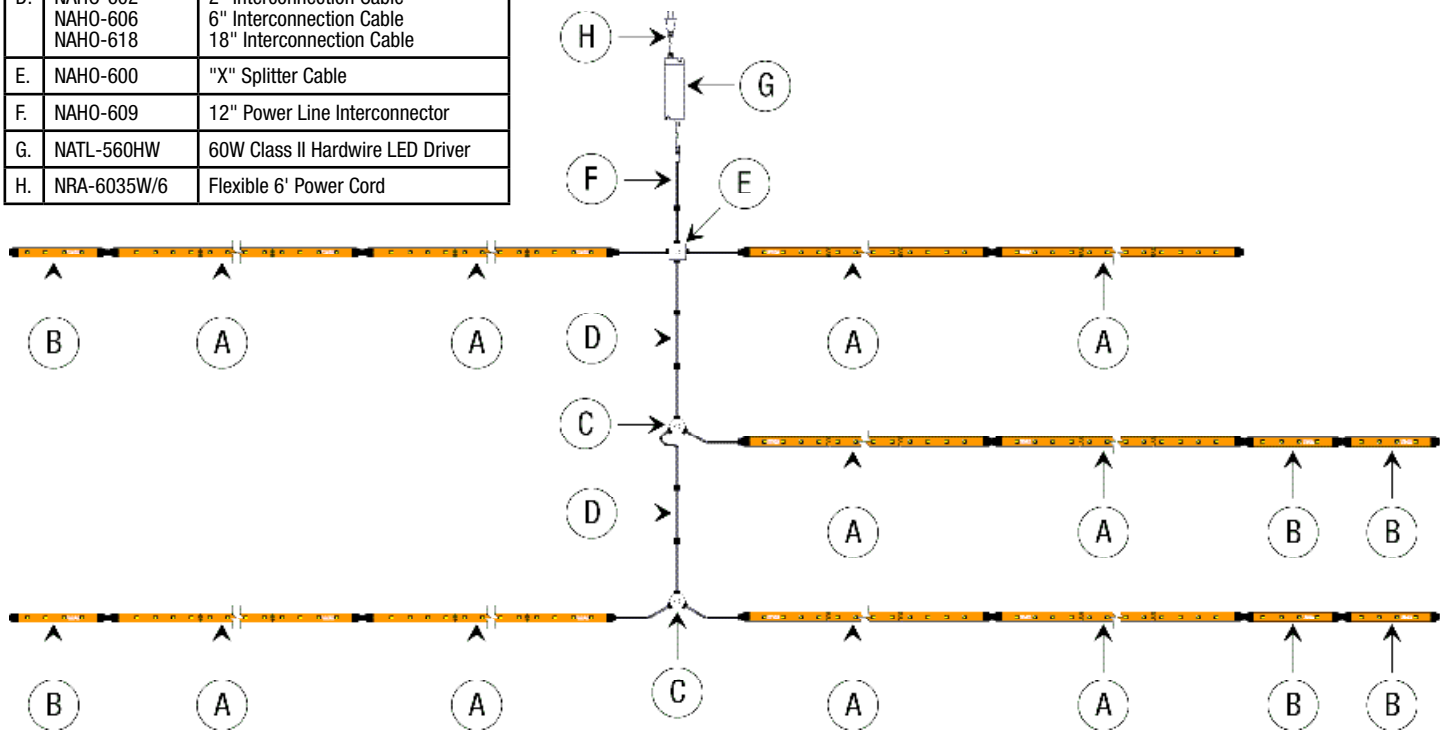 D. NAHO-602 2" Interconnection Cable
NAHO-606 6" Interconnection Cable
NAHO-618 18" Interconnection Cable
E. NAHO-600 "X" Splitter Cable
F. NAHO-609 12" Power Line Interconnector
G. NATL-560HW 60W Class II Hardwire LED Driver
H. NRA-6035W/6 Flexible 6' Power Cord
H
G
F
E
B A A D A A
C
D A A B B
B A A C A A B B